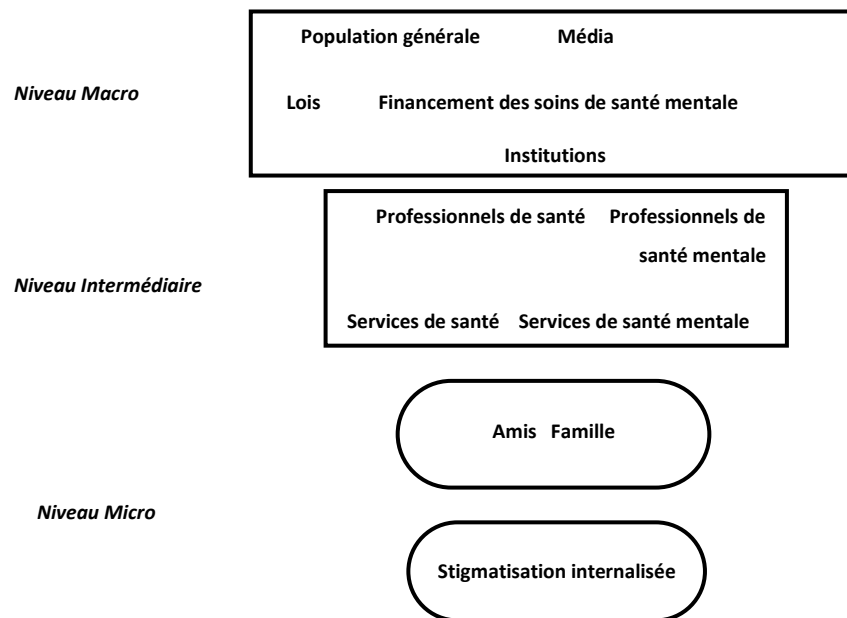 Population générale Média
Niveau Macro
Lois Financement des soins de santé mentale
Institutions
Professionnels de santé Professionnels de
santé mentale
Niveau Intermédiaire
Services de santé Services de santé mentale
Amis Famille
Niveau Micro
Stigmatisation internalisée